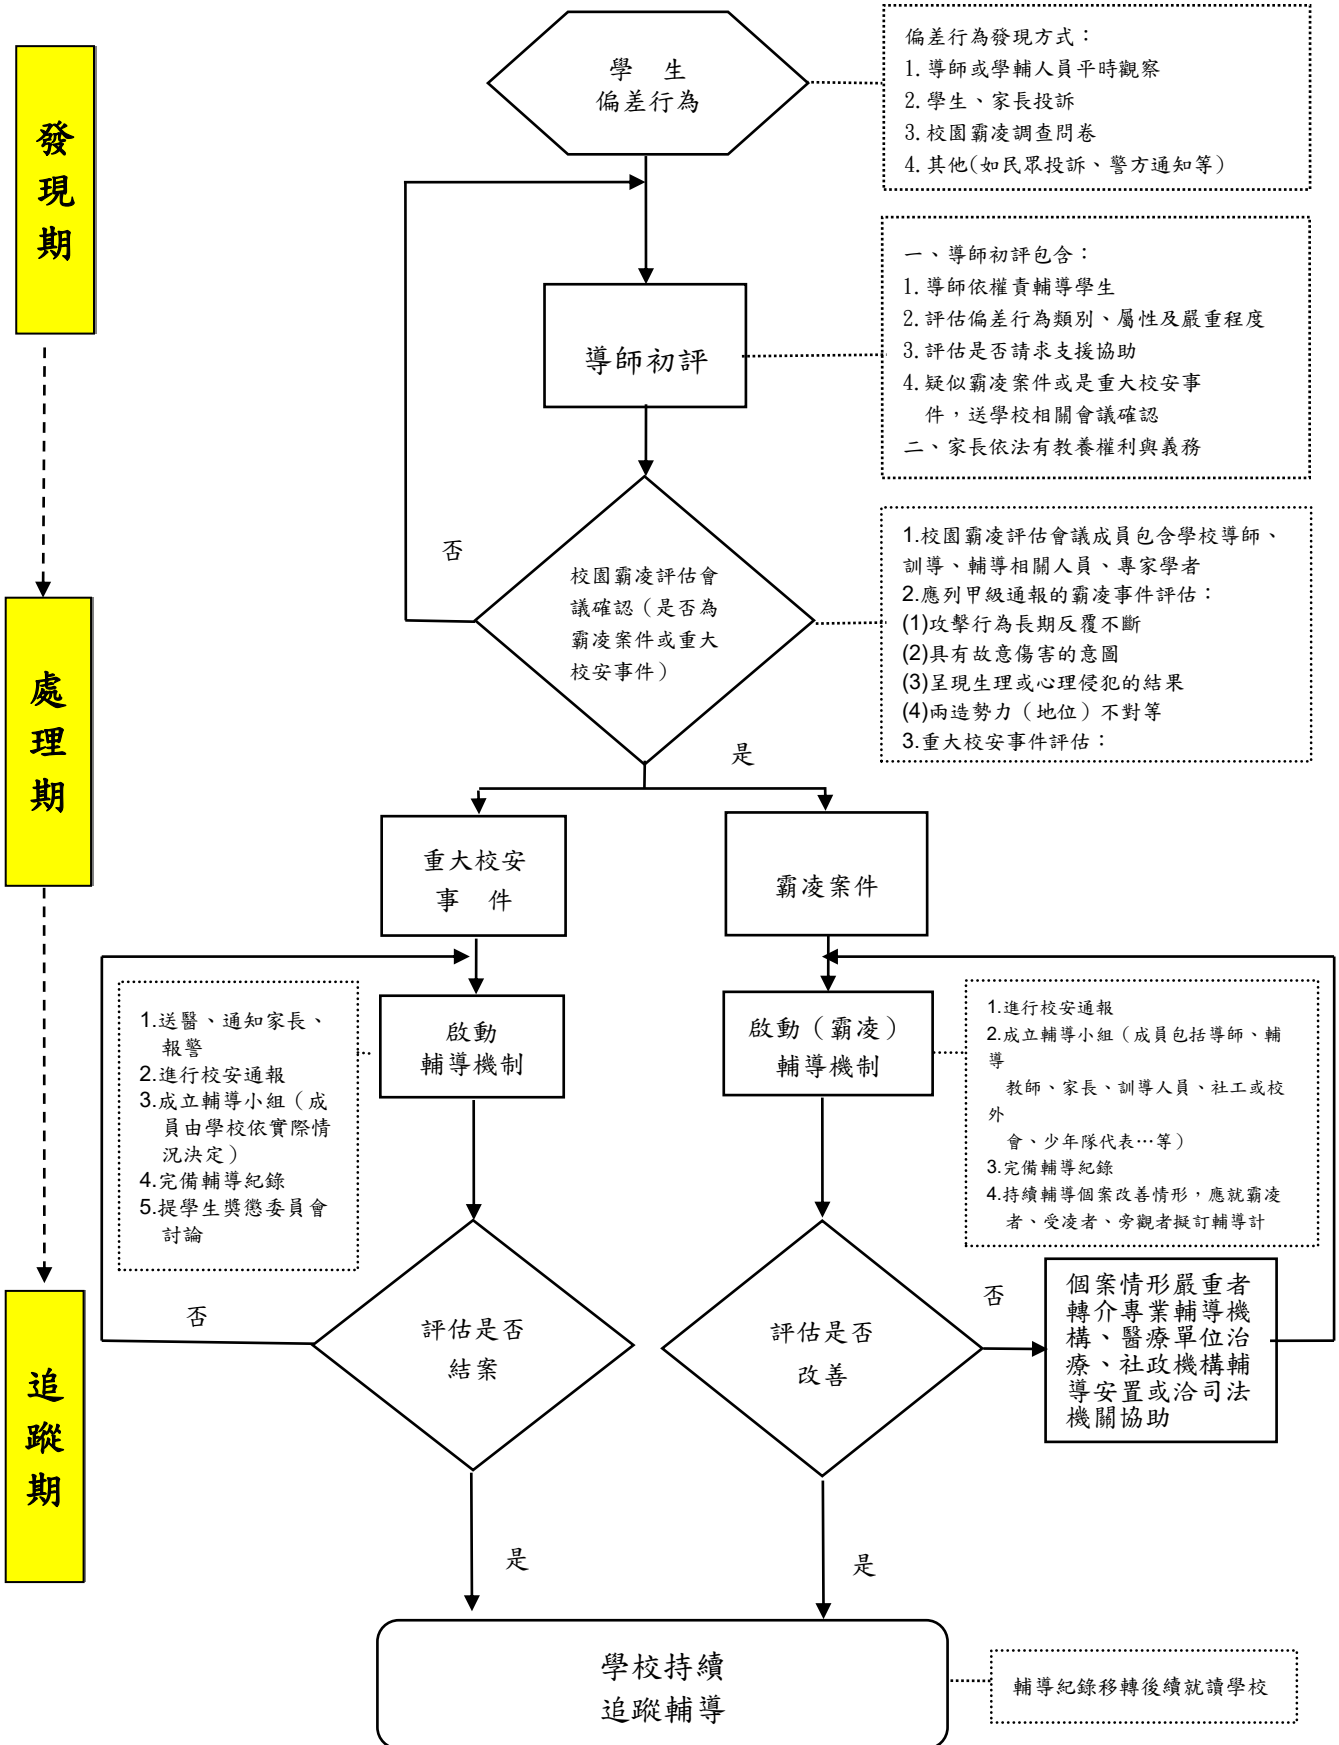 發現期
處理期
追蹤期
學 生
偏差行為
偏差行為發現方式：
1.導師或學輔人員平時觀察
2.學生、家長投訴
3.校園霸凌調查問卷
4.其他(如民眾投訴、警方通知等)
導師初評
一、導師初評包含：
1.導師依權責輔導學生
2.評估偏差行為類別、屬性及嚴重程度
3.評估是否請求支援協助
4.疑似霸凌案件或是重大校安事
件，送學校相關會議確認
二、家長依法有教養權利與義務
否
校園霸凌評估會
議確認（是否為
霸凌案件或重大
校安事件）
1.校園霸凌評估會議成員包含學校導師、
訓導、輔導相關人員、專家學者
2.應列甲級通報的霸凌事件評估：
(1)攻擊行為長期反覆不斷
(2)具有故意傷害的意圖
(3)呈現生理或心理侵犯的結果
(4)兩造勢力（地位）不對等
3.重大校安事件評估：
是
重大校安
事 件
霸凌案件
1.送醫、通知家長、
報警
2.進行校安通報
3.成立輔導小組（成
員由學校依實際情
況決定）
4.完備輔導紀錄
5.提學生獎懲委員會
討論
啟動
輔導機制
啟動（霸凌）
輔導機制
1.進行校安通報
2.成立輔導小組（成員包括導師、輔
導
教師、家長、訓導人員、社工或校
外
會、少年隊代表…等）
3.完備輔導紀錄
4.持續輔導個案改善情形，應就霸凌
者、受凌者、旁觀者擬訂輔導計
否
評估是否
結案
評估是否
改善
否
個案情形嚴重者
轉介專業輔導機
構、醫療單位治
療、社政機構輔
導安置或洽司法
機關協助
是
是
學校持續
追蹤輔導
輔導紀錄移轉後續就讀學校